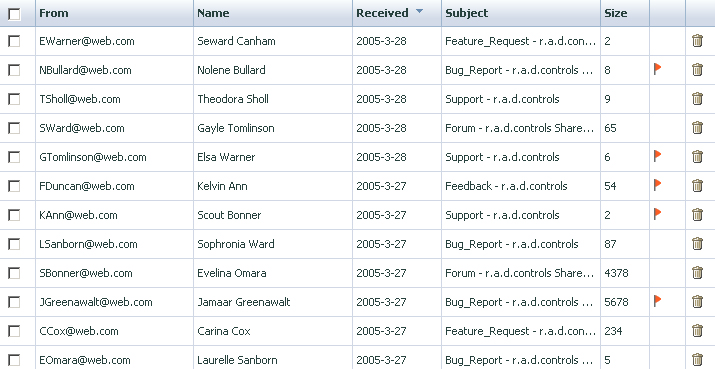 From Name Received Subject Size
EWarner@web.com Seward Canham 2005-3-28 Feature_Request - r.a.d.con... 2
NBullard@web.com Nolene Bullard 2005-3-28 Bug_Report - r.a.d.controls ... 8
TSholl@web.com Theodora Sholl 2005-3-28 Support - r.a.d.controls 9
SWard@web.com Gayle Tomlinson 2005-3-28 Forum - r.a.d.controls Share... 65
GTomlinson@web.com Elsa Warner 2005-3-28 Support - r.a.d.controls 6
FDuncan@web.com Kelvin Ann 2005-3-27 Feedback - r.a.d.controls 54
KAnn@web.com Scout Bonner 2005-3-27 Support - r.a.d.controls 2
LSanborn@web.com Sophronia Ward 2005-3-27 Bug_Report - r.a.d.controls 87
SBonner@web.com Evelina Omara 2005-3-27 Forum - r.a.d.controls Share... 4378
JGreenawalt@web.com Jamaar Greenawalt 2005-3-27 Bug_Report - r.a.d.controls ... 5678
CCox@web.com Carina Cox 2005-3-27 Feature_Request - r.a.d.con... 234
EOmara@web.com Laurelle Sanborn 2005-3-27 Bug_Report - r.a.d.controls ... 5